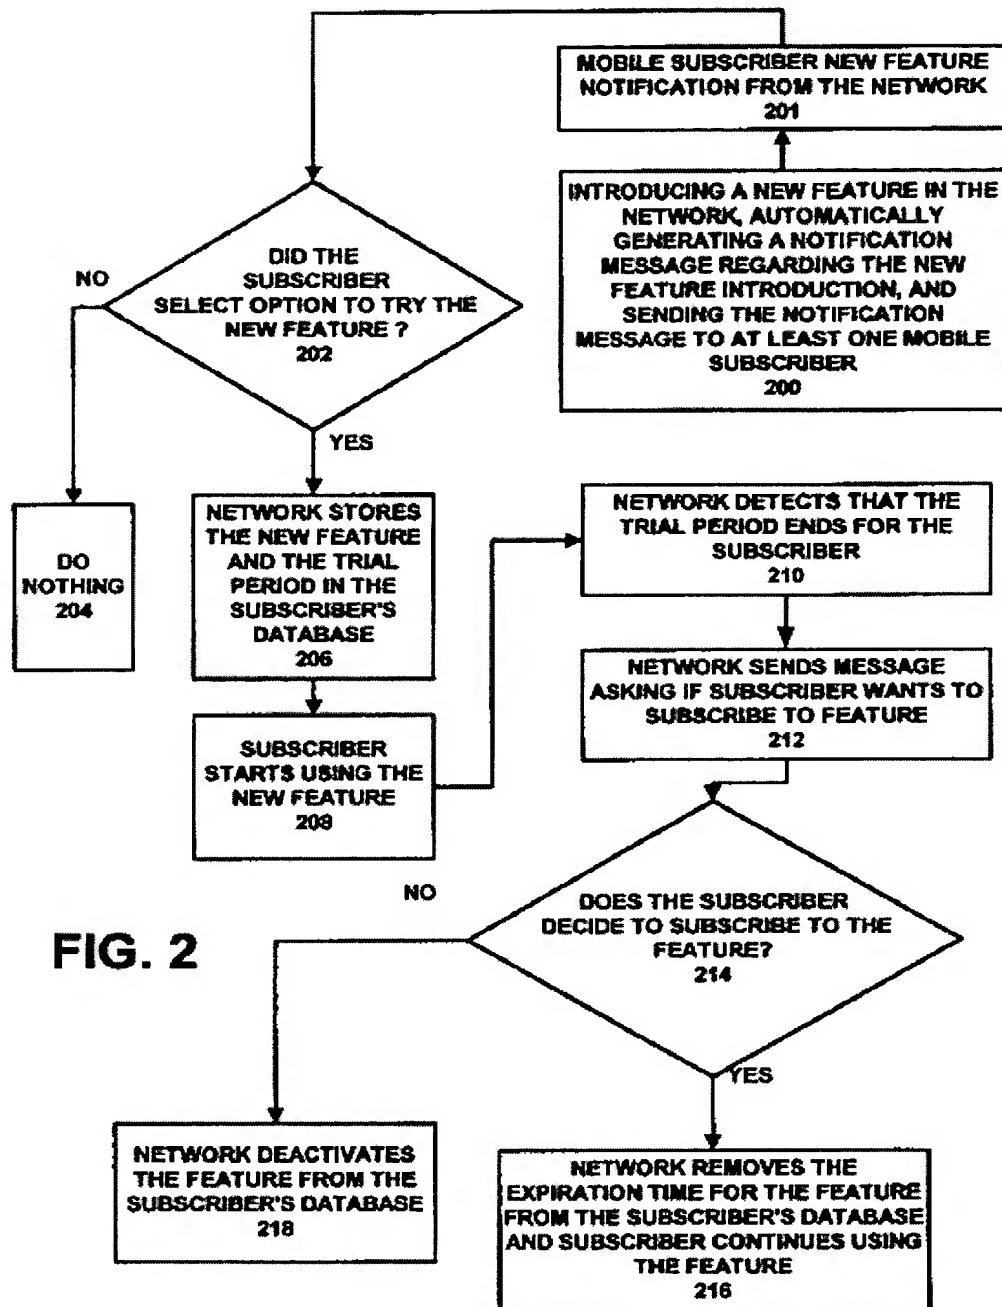 MOBILE SUBSCRIBER NEW FEATURE
NOTIFICATION FROM THE NETWORK
201
INTRODUCING A NEW FEATURE IN THE
NETWORK, AUTOMATICALLY
GENERATING A NOTIFICATION
MESSAGE REGARDING THE NEW
FEATURE INTRODUCTION, AND
SENDING THE NOTIFICATION
MESSAGE TO AT LEAST ONE MOBILE
SUBSCRIBER
200
DID THE
SUBSCRIBER
SELECT OPTION TO TRY THE
NEW FEATURE ?
202
NO
YES
DO
NOTHING
204
NETWORK STORES
THE NEW FEATURE
AND THE TRIAL
PERIOD IN THE
SUBSCRIBER'S
DATABASE
206
SUBSCRIBER
STARTS USING THE
NEW FEATURE
208
NETWORK DETECTS THAT THE
TRIAL PERIOD ENDS FOR THE
SUBSCRIBER
210
NETWORK SENDS MESSAGE
ASKING IF SUBSCRIBER WANTS TO
SUBSCRIBE TO FEATURE
212
DOES THE SUBSCRIBER
DECIDE TO SUBSCRIBE TO THE
FEATURE?
214
NO
YES
FIG. 2
NETWORK DEACTIVATES
THE FEATURE FROM THE
SUBSCRIBER'S DATABASE
218
NETWORK REMOVES THE
EXPIRATION TIME FOR THE FEATURE
FROM THE SUBSCRIBER'S DATABASE
AND SUBSCRIBER CONTINUES USING
THE FEATURE
216